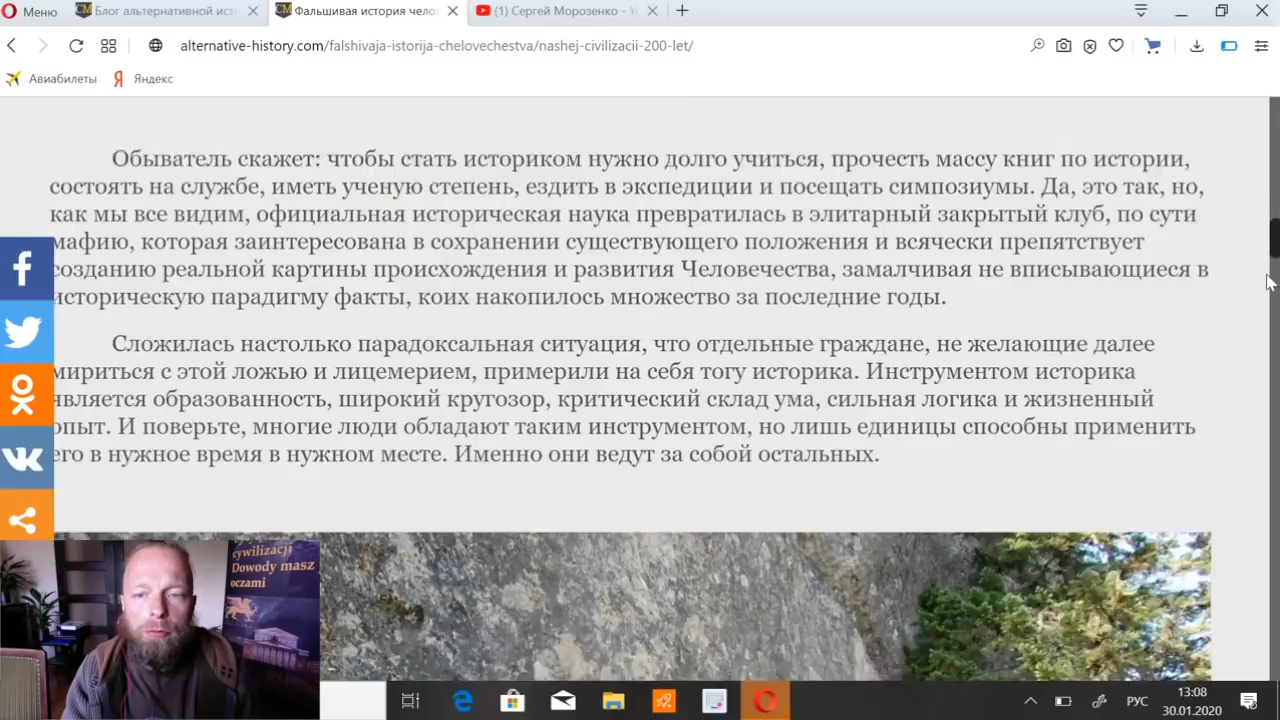 Меню
Блог альтернативной ист
Фальшивая история чело
(1) Сергей Морозенко - Y
alternative-history.com/falshivaja-istorija-chelovechestva/nashej-civilizacii-200-let/
Авиабилеты
Яндекс
Обыватель скажет: чтобы стать историком нужно долго учиться, прочесть массу книг по истории,
состоять на службе, иметь ученую степень, ездить в экспедиции и посещать симпозиумы. Да, это так, но,
как мы все видим, официальная историческая наука превратилась в элитарный закрытый клуб, по сути
мафию, которая заинтересована в сохранении существующего положения и всячески препятствует
созданию реальной картины происхождения и развития Человечества, замалчивая не вписывающиеся в
историческую парадигму факты, коих накопилось множество за последние годы.
Сложилась настолько парадоксальная ситуация, что отдельные граждане, не желающие далее
мириться с этой ложью и лицемерием, примерили на себя тогу историка. Инструментом историка
является образованность, широкий кругозор, критический склад ума, сильная логика и жизненный
опыт. И поверьте, многие люди обладают таким инструментом, но лишь единицы способны применить
его в нужное время в нужном месте. Именно они ведут за собой остальных.
cywilizacji
Dowody masz
oczami
РУС
13:08
30.01.2020